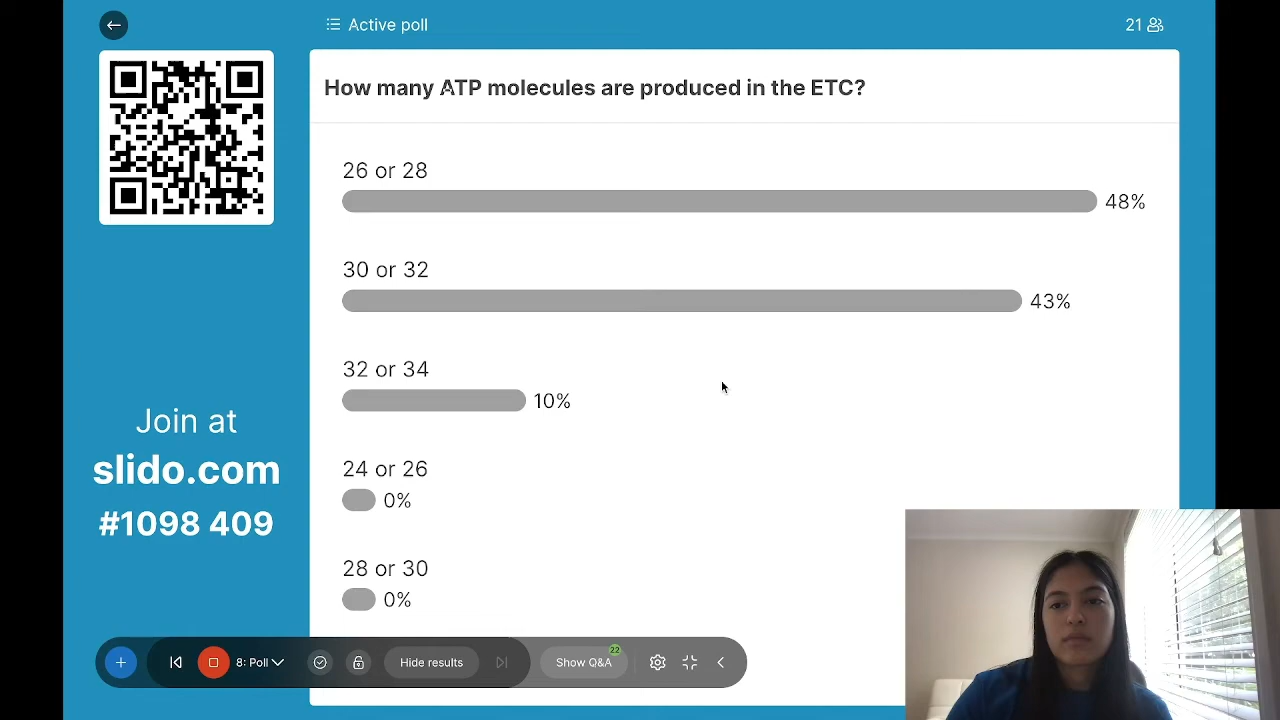 Active poll
21
How many ATP molecules are produced in the ETC?
26 or 28
48%
30 or 32
43%
32 or 34
10%
24 or 26
0%
28 or 30
0%
Join at
slido.com
#1098 409
8: Poll
Hide results
Show Q&A
22